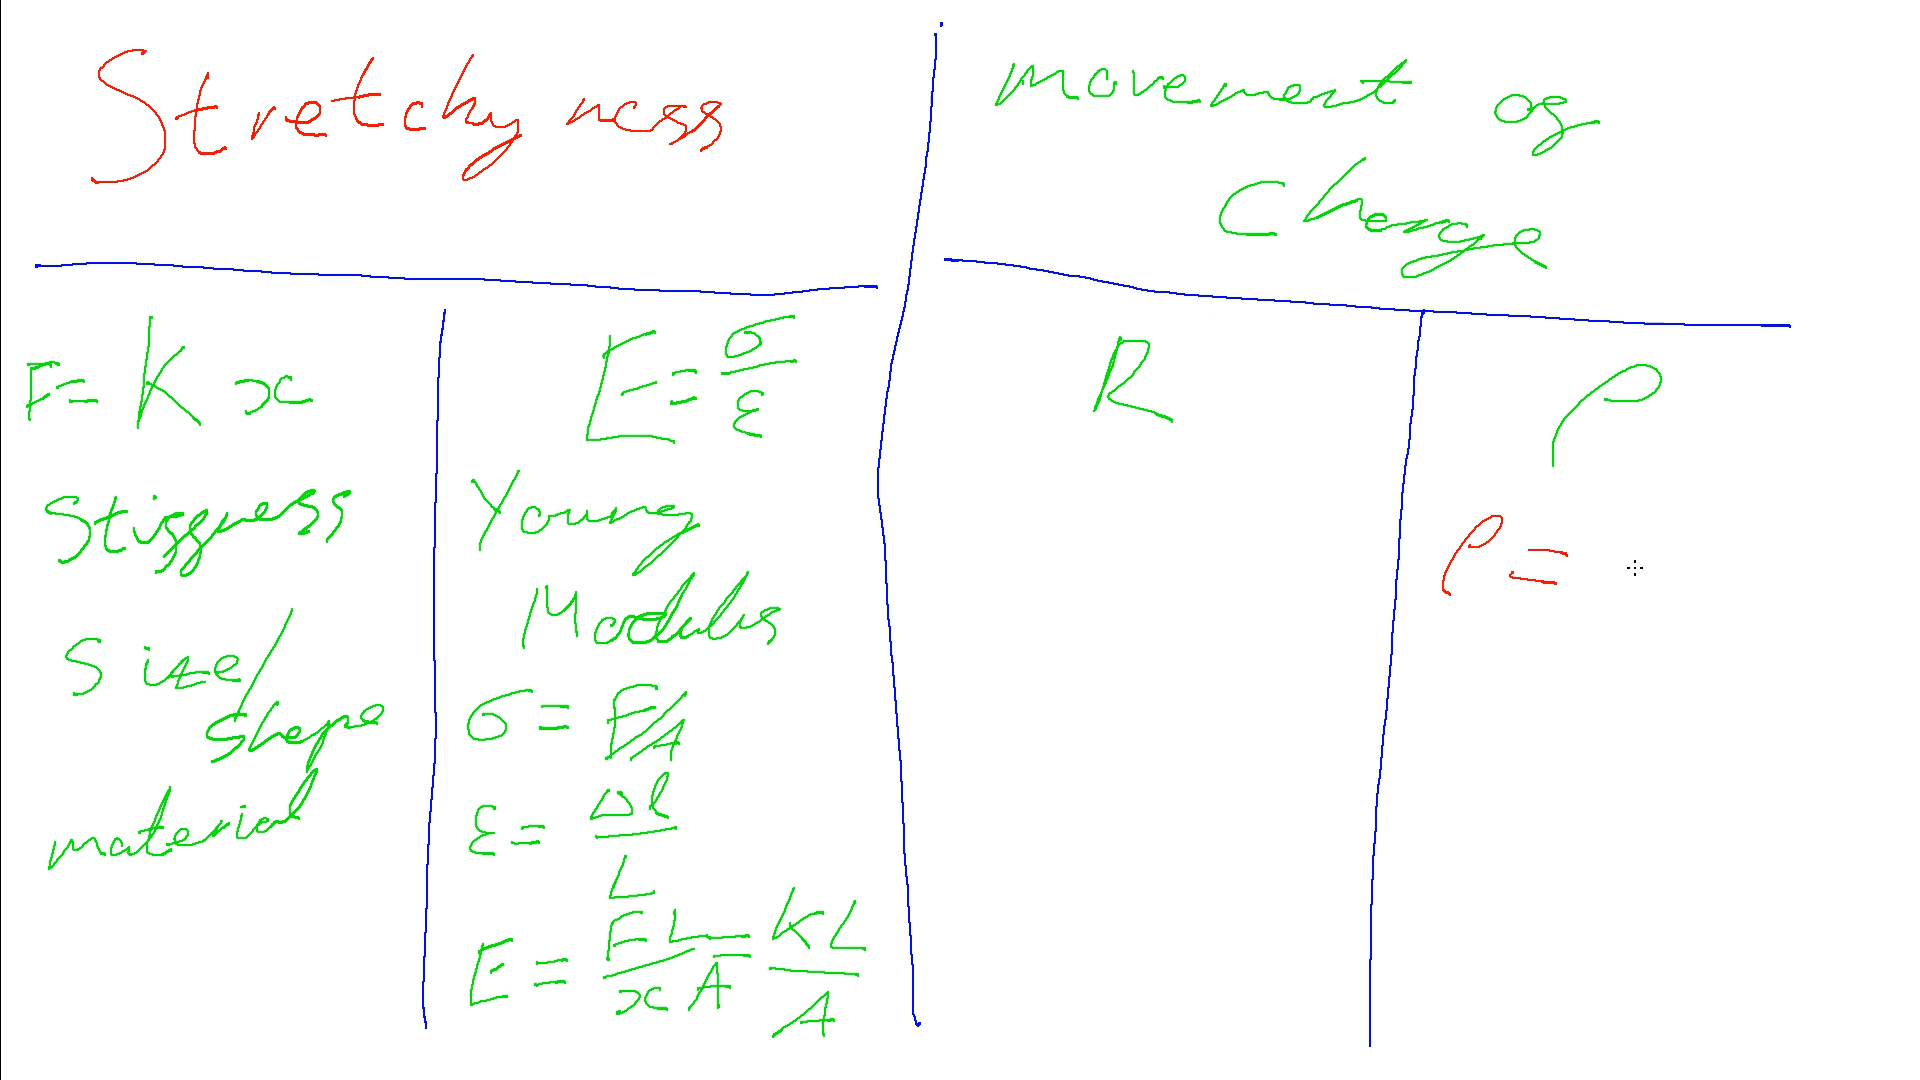 Stretchyness
F = K x
Stiffness
Size/
Shape
material
E = σ/ε
Young
Modulus
σ = F/A
ε = Δl/L
E = FL/xA = KL/A
movement of
Charge
R
ρ
ρ =